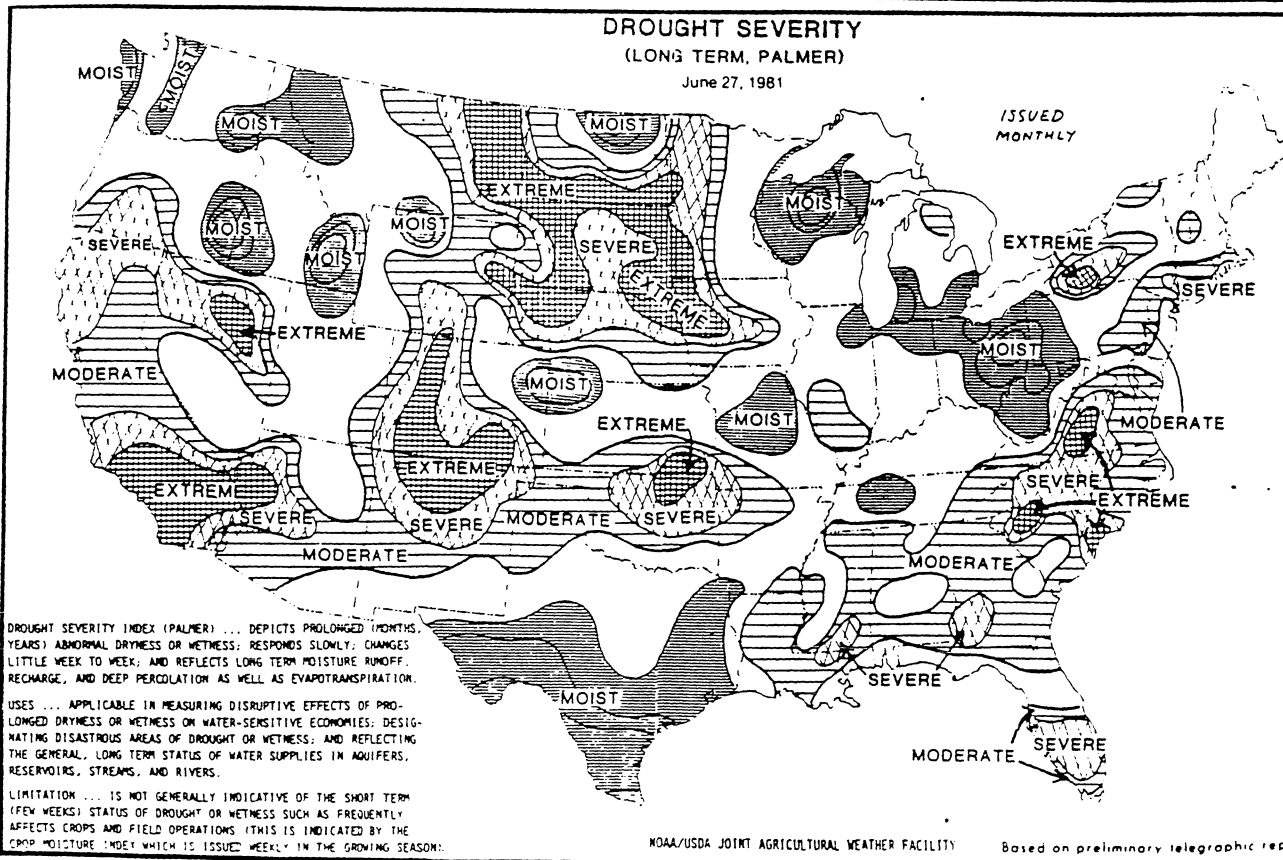 DROUGHT SEVERITY
(LONG TERM, PALMER)
June 27, 1981
ISSUED
MONTHLY
MOIST
MOIST
MOIST
MOIST
EXTREME
MOIST
MOIST
MOIST
MOIST
SEVERE
SEVERE
EXTREME
SEVERE
EXTREME
EXTREME
MOIST
MODERATE
MOIST
MOIST
EXTREME
MODERATE
EXTREME
EXTREME
SEVERE
EXTREME
SEVERE
SEVERE
MODERATE
SEVERE
MODERATE
MODERATE
MOIST
SEVERE
MODERATE
SEVERE
DROUGHT SEVERITY INDEX (PALMER) ... DEPICTS PROLONGED (MONTHS,
YEARS) ABNORMAL DRYNESS OR WETNESS; RESPONDS SLOWLY; CHANGES
LITTLE WEEK TO WEEK; AND REFLECTS LONG TERM MOISTURE RUNOFF,
RECHARGE, AND DEEP PERCOLATION AS WELL AS EVAPOTRANSPIRATION.
USES ... APPLICABLE IN MEASURING DISRUPTIVE EFFECTS OF PRO-
LONGED DRYNESS OR WETNESS ON WATER-SENSITIVE ECONOMIES; DESIG-
NATING DISASTROUS AREAS OF DROUGHT OR WETNESS; AND REFLECTING
THE GENERAL, LONG TERM STATUS OF WATER SUPPLIES IN AQUIFERS,
RESERVOIRS, STREAMS, AND RIVERS.
LIMITATION ... IS NOT GENERALLY INDICATIVE OF THE SHORT TERM
(FEW WEEKS) STATUS OF DROUGHT OR WETNESS SUCH AS FREQUENTLY
AFFECTS CROPS AND FIELD OPERATIONS (THIS IS INDICATED BY THE
CROP MOISTURE INDEX WHICH IS ISSUED WEEKLY IN THE GROWING SEASON).
NOAA/USDA JOINT AGRICULTURAL WEATHER FACILITY
Based on preliminary telegraphic rep